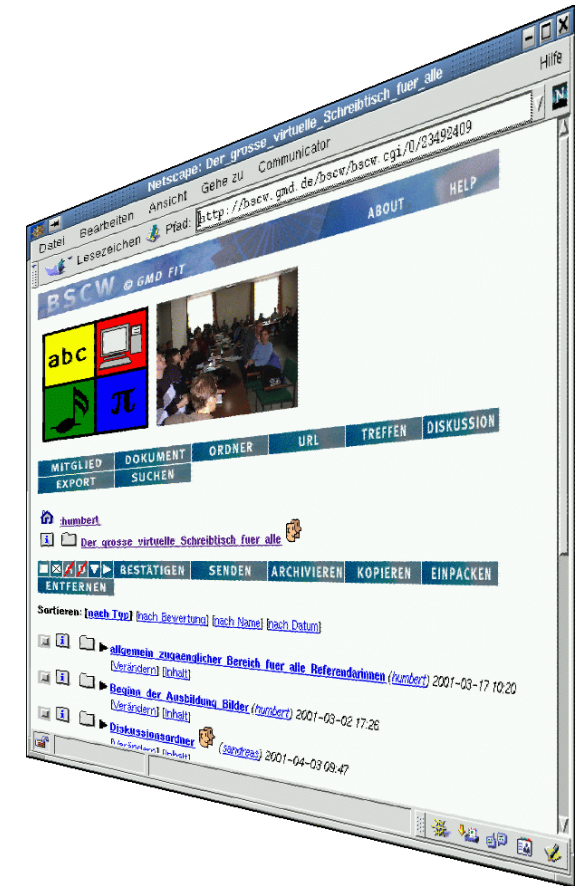 Netscape: Der_grosse_virtuelle_Schreibtisch_fuer_alle
Datei Bearbeiten Ansicht Gehe zu Communicator Hilfe
Lesezeichen Pfad: http://bscw.gmd.de/bscw/bscw.cgi/0/23492409
N
BSCW © GMD FIT ABOUT HELP
abc
π
MITGLIED DOKUMENT ORDNER URL TREFFEN DISKUSSION
EXPORT SUCHEN
:humbert
Der_grosse_virtuelle_Schreibtisch_fuer_alle
BESTÄTIGEN SENDEN ARCHIVIEREN KOPIEREN EINPACKEN
ENTFERNEN
Sortieren: [nach Typ] [nach Bewertung] [nach Name] [nach Datum]
allgemein_zugaenglicher_Bereich_fuer_alle_Referendarinnen (humbert) 2001-03-17 10:20
[Verändern] [Inhalt]
Beginn_der_Ausbildung_Bilder (humbert) 2001-03-02 17:26
[Verändern] [Inhalt]
Diskussionsordner (sandreas) 2001-04-03 09:47
[Verändern] [Inhalt]